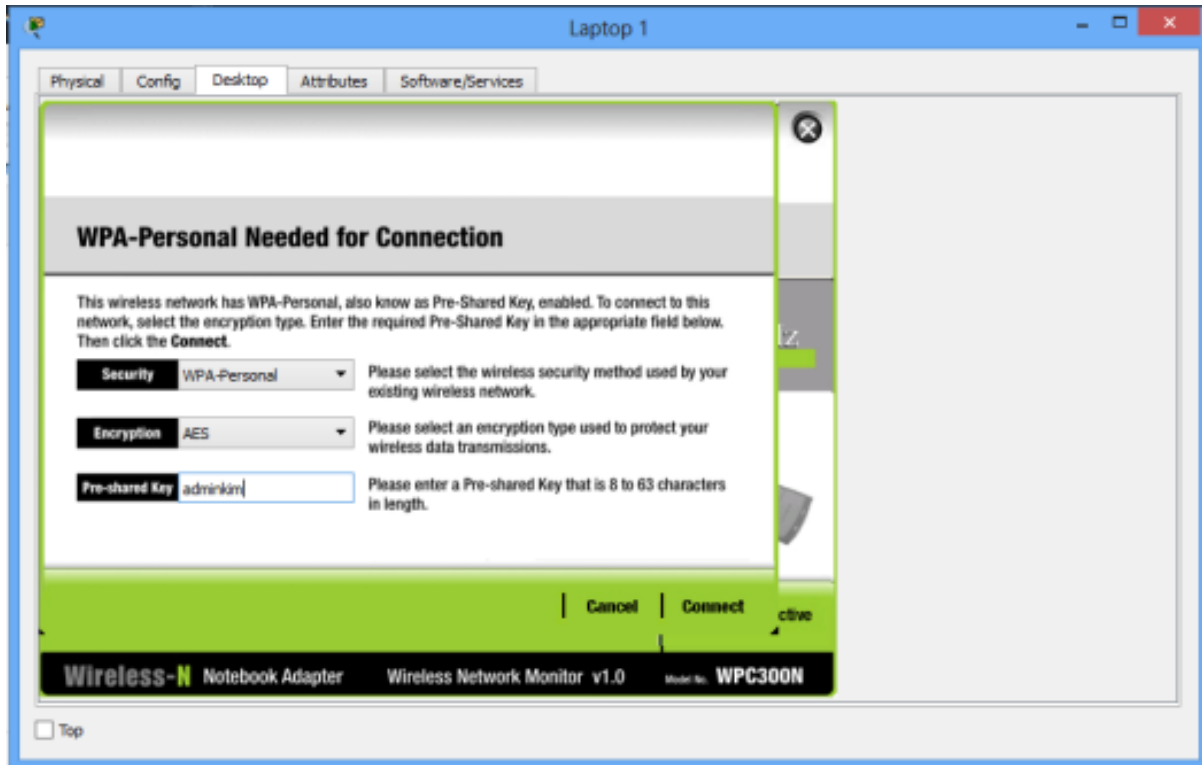 Laptop 1
Physical Config Desktop Attributes Software/Services
WPA-Personal Needed for Connection
This wireless network has WPA-Personal, also know as Pre-Shared Key, enabled. To connect to this
network, select the encryption type. Enter the required Pre-Shared Key in the appropriate field below.
Then click the Connect.
Security WPA-Personal Please select the wireless security method used by your
existing wireless network.
Encryption AES Please select an encryption type used to protect your
wireless data transmissions.
Pre-shared Key adminkim Please enter a Pre-shared Key that is 8 to 63 characters
in length.
Cancel Connect
ctive
Wireless-N Notebook Adapter Wireless Network Monitor v1.0 Model No. WPC300N
Top